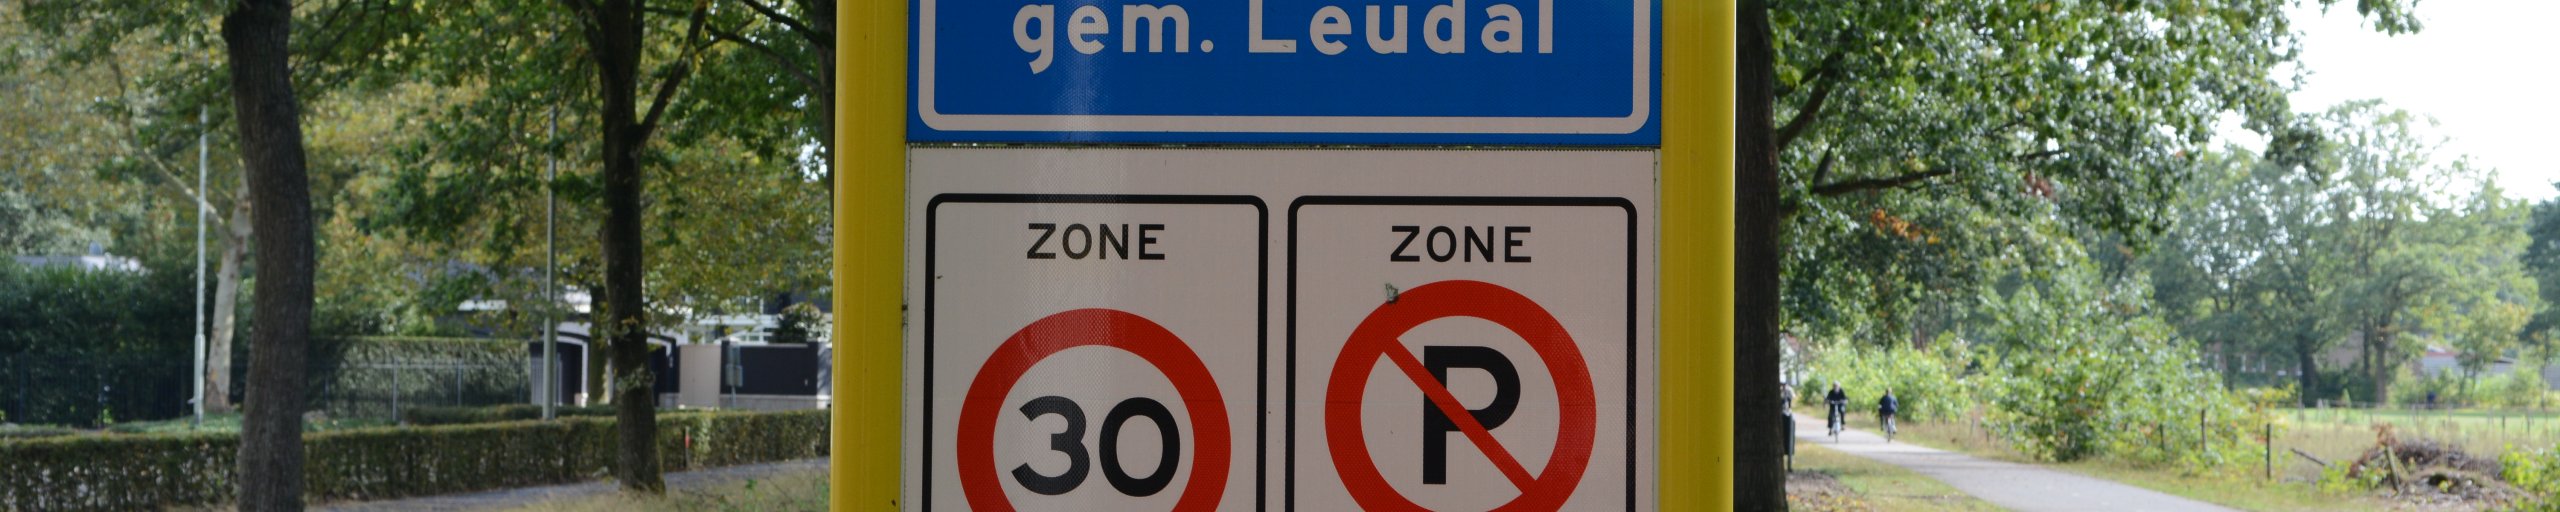 gem. Leudal
ZONE ZONE
30 P